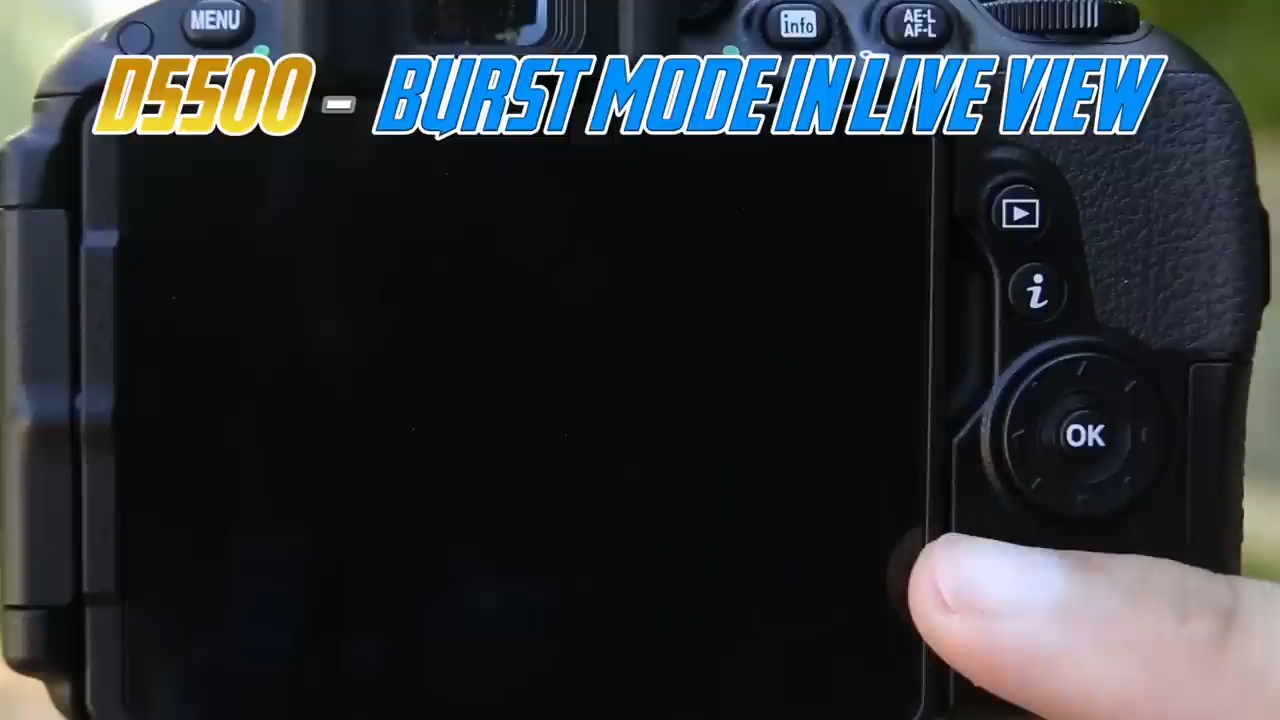 MENU
info
AE-L
AF-L
D5500 - BURST MODE IN LIVE VIEW
i
OK